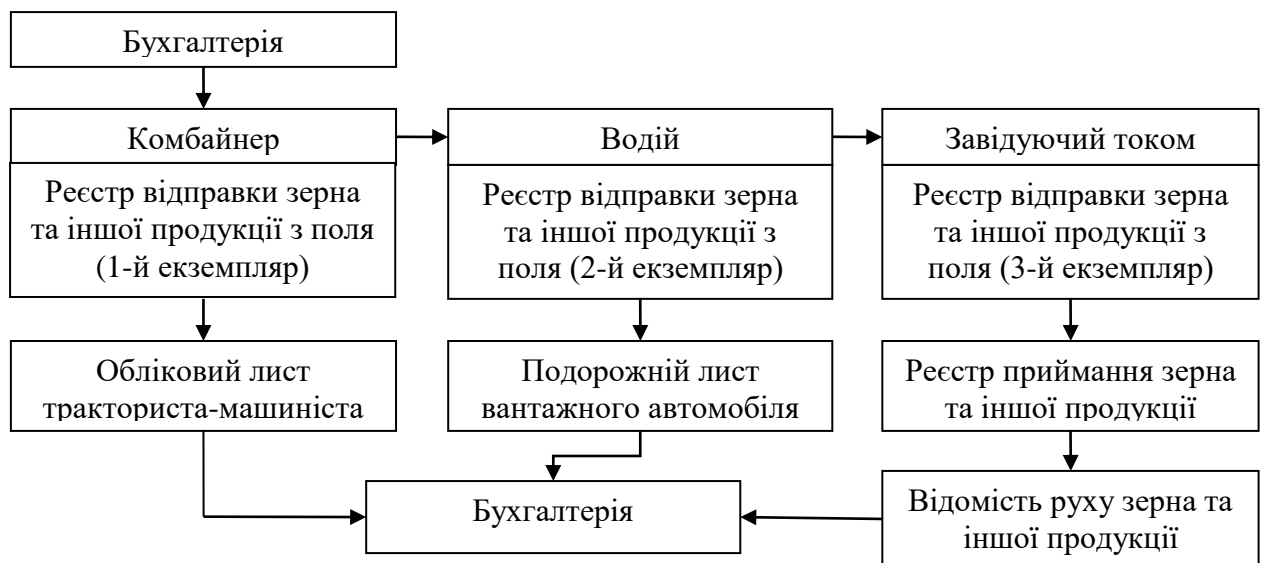 Бухгалтерія
Комбайнер
Водій
Завідуючий током
Реєстр відправки зерна
та іншої продукції з поля
(1-й екземпляр)
Реєстр відправки зерна
та іншої продукції з
поля (2-й екземпляр)
Реєстр відправки зерна
та іншої продукції з
поля (3-й екземпляр)
Обліковий лист
тракториста-машиніста
Подорожній лист
вантажного автомобіля
Реєстр приймання зерна
та іншої продукції
Бухгалтерія
Відомість руху зерна та
іншої продукції